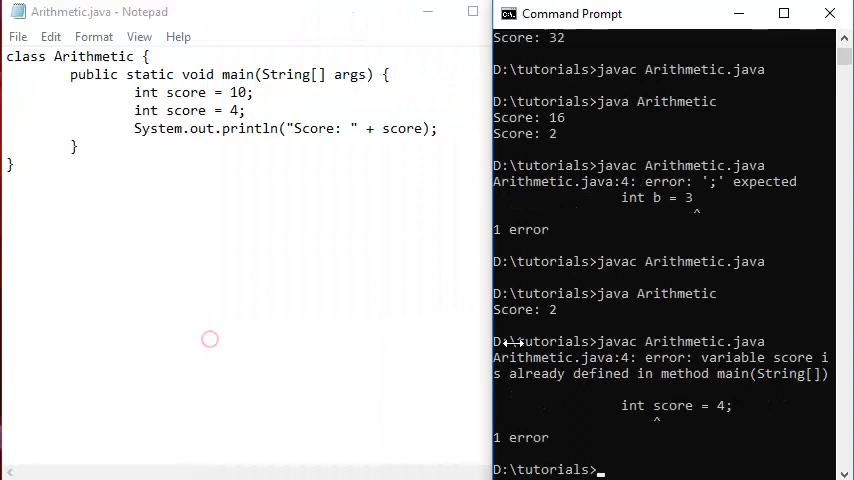 Arithmetic.java - Notepad
File Edit Format View Help
class Arithmetic {
public static void main(String[] args) {
int score = 10;
int score = 4;
System.out.println("Score: " + score);
}
}
Command Prompt
Score: 32
D:\tutorials>javac Arithmetic.java
D:\tutorials>java Arithmetic
Score: 16
Score: 2
D:\tutorials>javac Arithmetic.java
Arithmetic.java:4: error: ';' expected
int b = 3
^
1 error
D:\tutorials>javac Arithmetic.java
D:\tutorials>java Arithmetic
Score: 2
D:\tutorials>javac Arithmetic.java
Arithmetic.java:4: error: variable score i
s already defined in method main(String[])
int score = 4;
^
1 error
D:\tutorials>